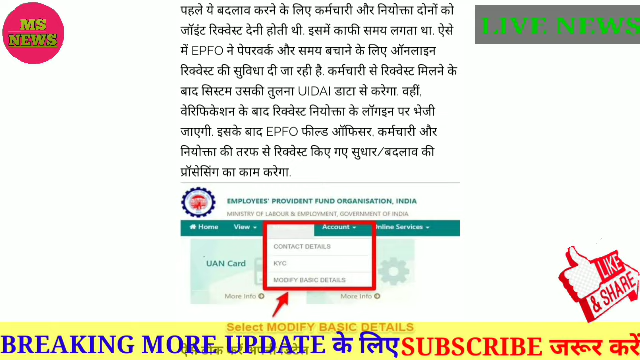 MS
NEWS
LIVE NEWS
पहले ये बदलाव करने के लिए कर्मचारी और नियोक्ता दोनों को
जॉइंट रिक्वेस्ट देनी होती थी. इसमें काफी समय लगता था. ऐसे
में EPFO ने पेपरवर्क और समय बचाने के लिए ऑनलाइन
रिक्वेस्ट की सुविधा दी जा रही है. कर्मचारी से रिक्वेस्ट मिलने के
बाद सिस्टम उसकी तुलना UIDAI डाटा से करेगा. वहीं,
वेरिफिकेशन के बाद रिक्वेस्ट नियोक्ता के लॉगइन पर भेजी
जाएगी. इसके बाद EPFO फील्ड ऑफिसर, कर्मचारी और
नियोक्ता की तरफ से रिक्वेस्ट किए गए सुधार/बदलाव की
प्रॉसेसिंग का काम करेगा.
EMPLOYEES' PROVIDENT FUND ORGANISATION, INDIA
MINISTRY OF LABOUR & EMPLOYMENT, GOVERNMENT OF INDIA
Home View Account Online Services
CONTACT DETAILS
KYC
MODIFY BASIC DETAILS
UAN Card
More Info More Info
LIKE
& SHARE
Select MODIFY BASIC DETAILS
BREAKING MORE UPDATE के लिए SUBSCRIBE जरूर करें